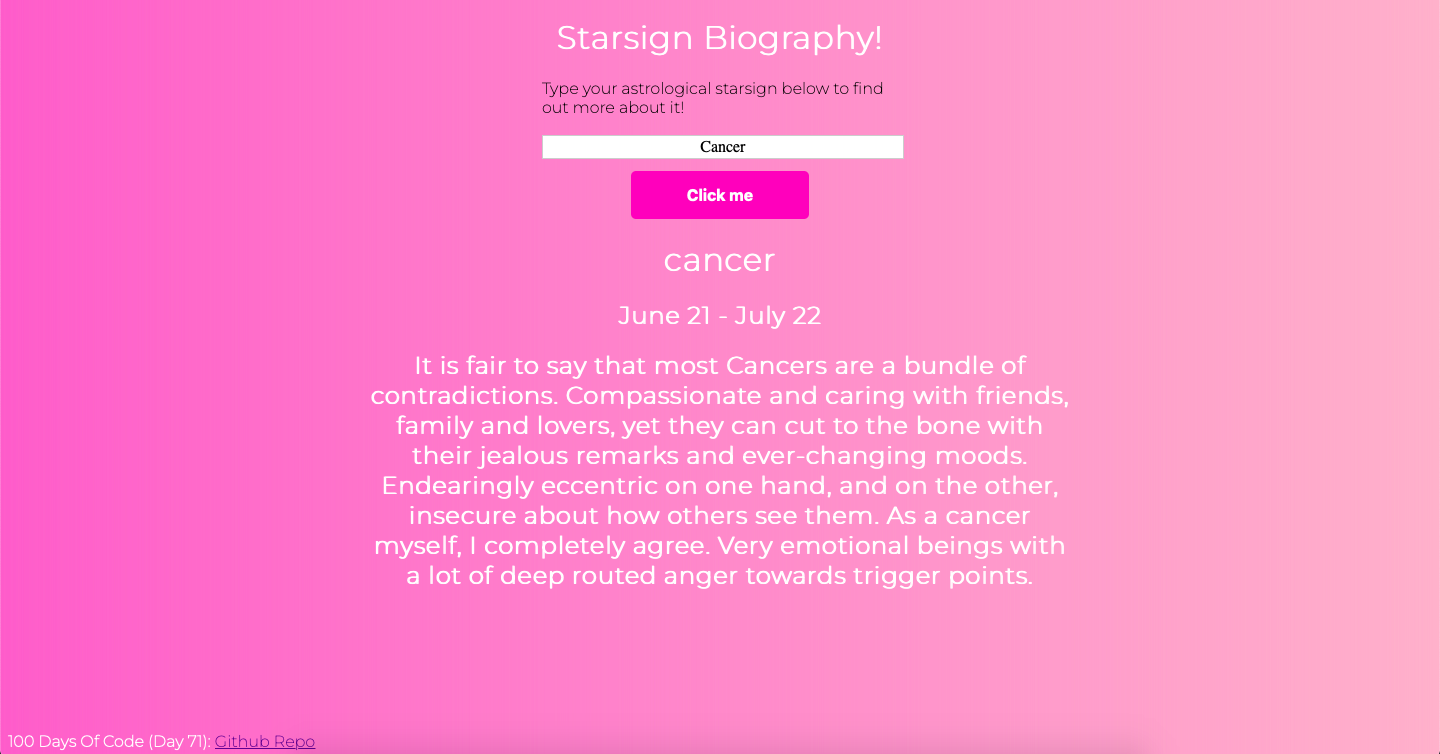 Starsign Biography!
Type your astrological starsign below to find
out more about it!
Cancer
Click me
cancer
June 21 - July 22
It is fair to say that most Cancers are a bundle of
contradictions. Compassionate and caring with friends,
family and lovers, yet they can cut to the bone with
their jealous remarks and ever-changing moods.
Endearingly eccentric on one hand, and on the other,
insecure about how others see them. As a cancer
myself, I completely agree. Very emotional beings with
a lot of deep routed anger towards trigger points.
100 Days Of Code (Day 71): Github Repo